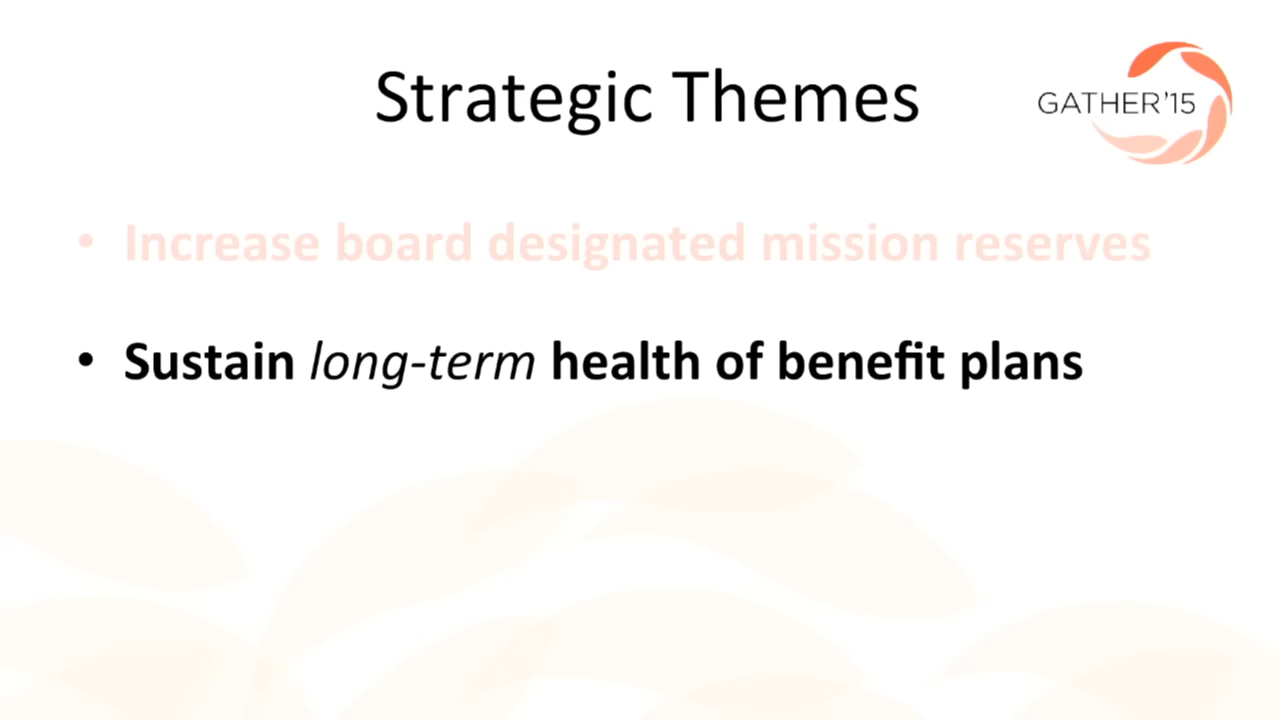 Strategic Themes
GATHER'15
• Increase board designated mission reserves
• Sustain long-term health of benefit plans